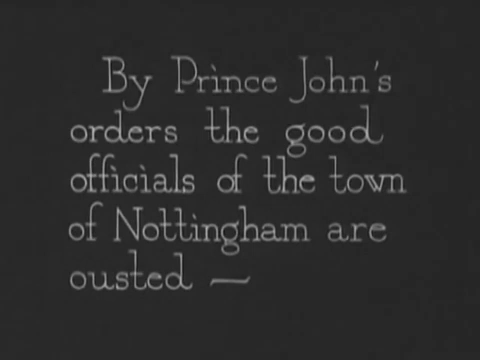 By Prince John's
orders the good
officials of the town
of Nottingham are
ousted —